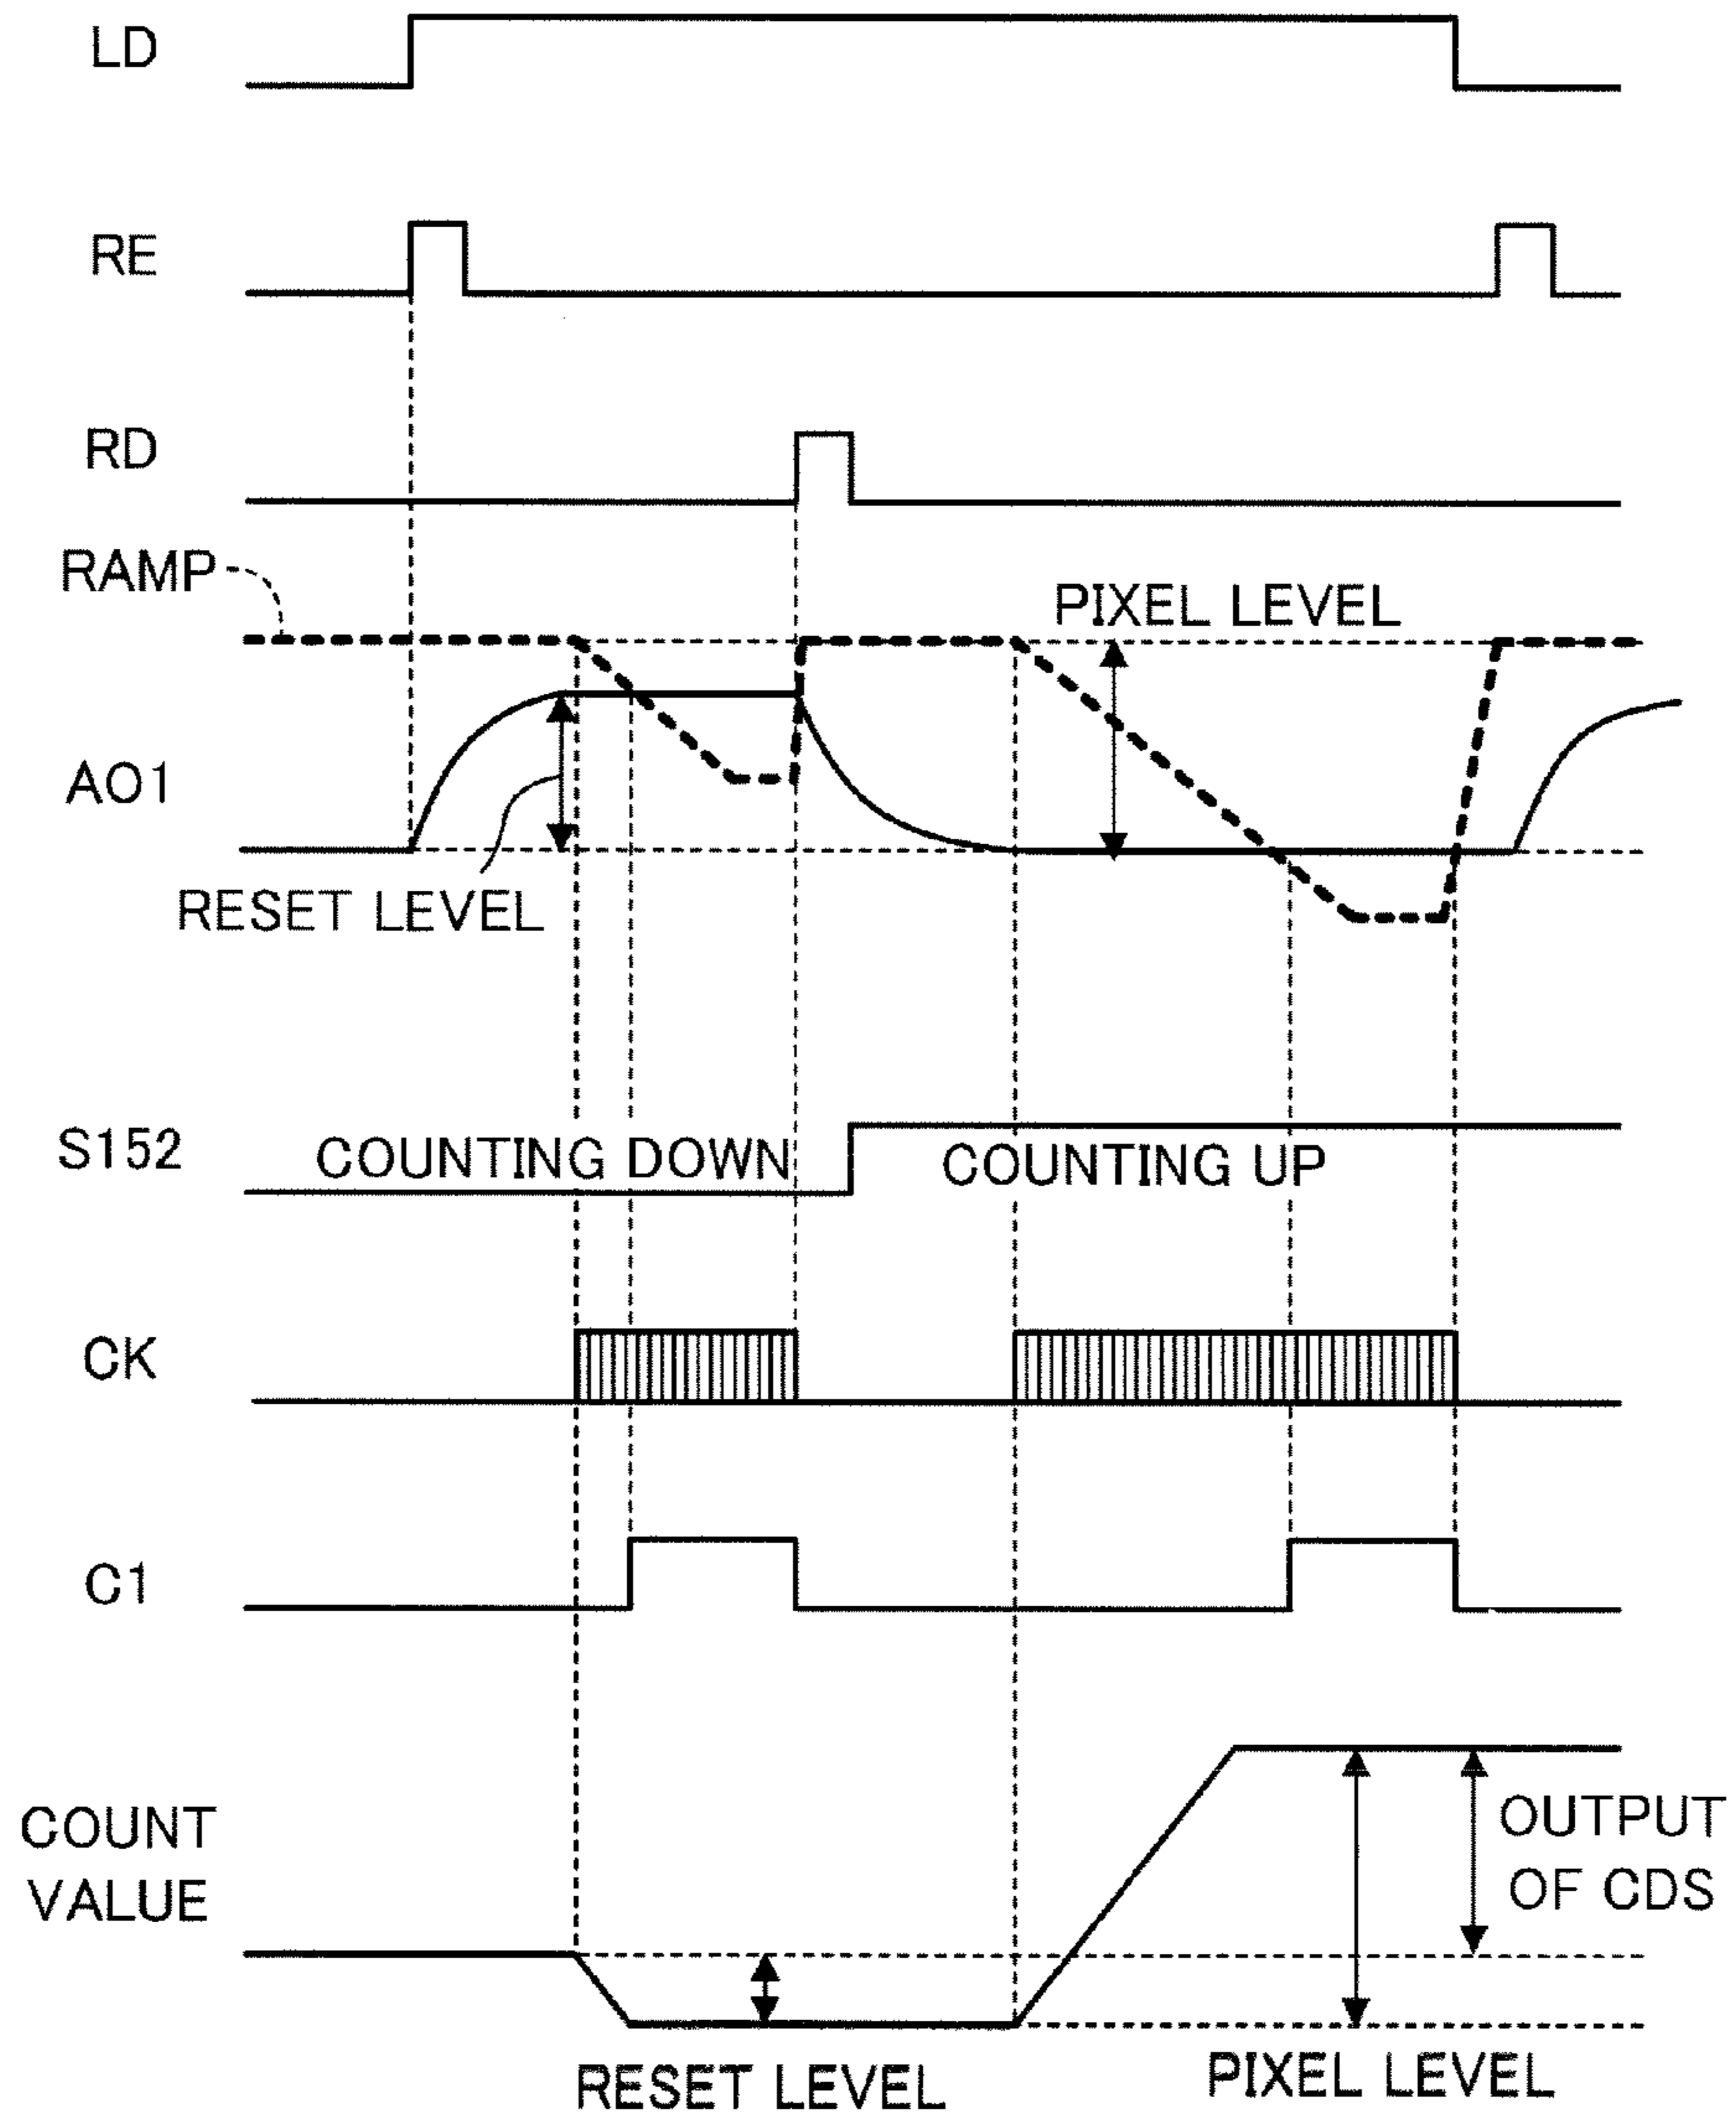 LD
RE
RD
RAMP
PIXEL LEVEL
AO1
RESET LEVEL
S152
COUNTING DOWN
COUNTING UP
CK
C1
COUNT
VALUE
OUTPUT
OF CDS
RESET LEVEL
PIXEL LEVEL